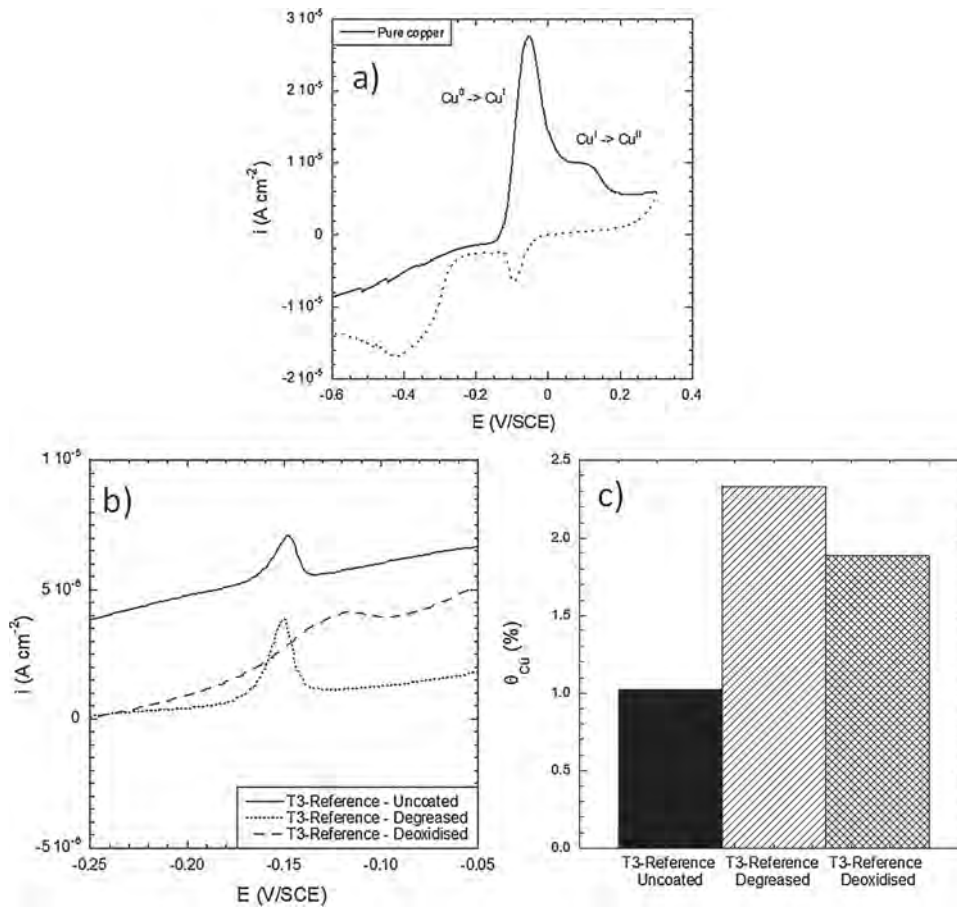 3 10⁻⁵
Pure copper
a)
2 10⁻⁵
Cu⁰ -> Cuᴵ
Cuᴵ -> Cuᴵᴵ
1 10⁻⁵
i (A cm⁻²)
0
-1 10⁻⁵
-2 10⁻⁵
-0.6 -0.4 -0.2 0 0.2 0.4
E (V/SCE)
1 10⁻⁵
b)
5 10⁻⁶
i (A cm⁻²)
0
T3-Reference - Uncoated
T3-Reference - Degreased
T3-Reference - Deoxidised
-5 10⁻⁶
-0.25 -0.20 -0.15 -0.10 -0.05
E (V/SCE)
2.5
c)
2.0
1.5
θCu (%)
1.0
0.5
0.0
T3-Reference T3-Reference T3-Reference
Uncoated Degreased Deoxidised